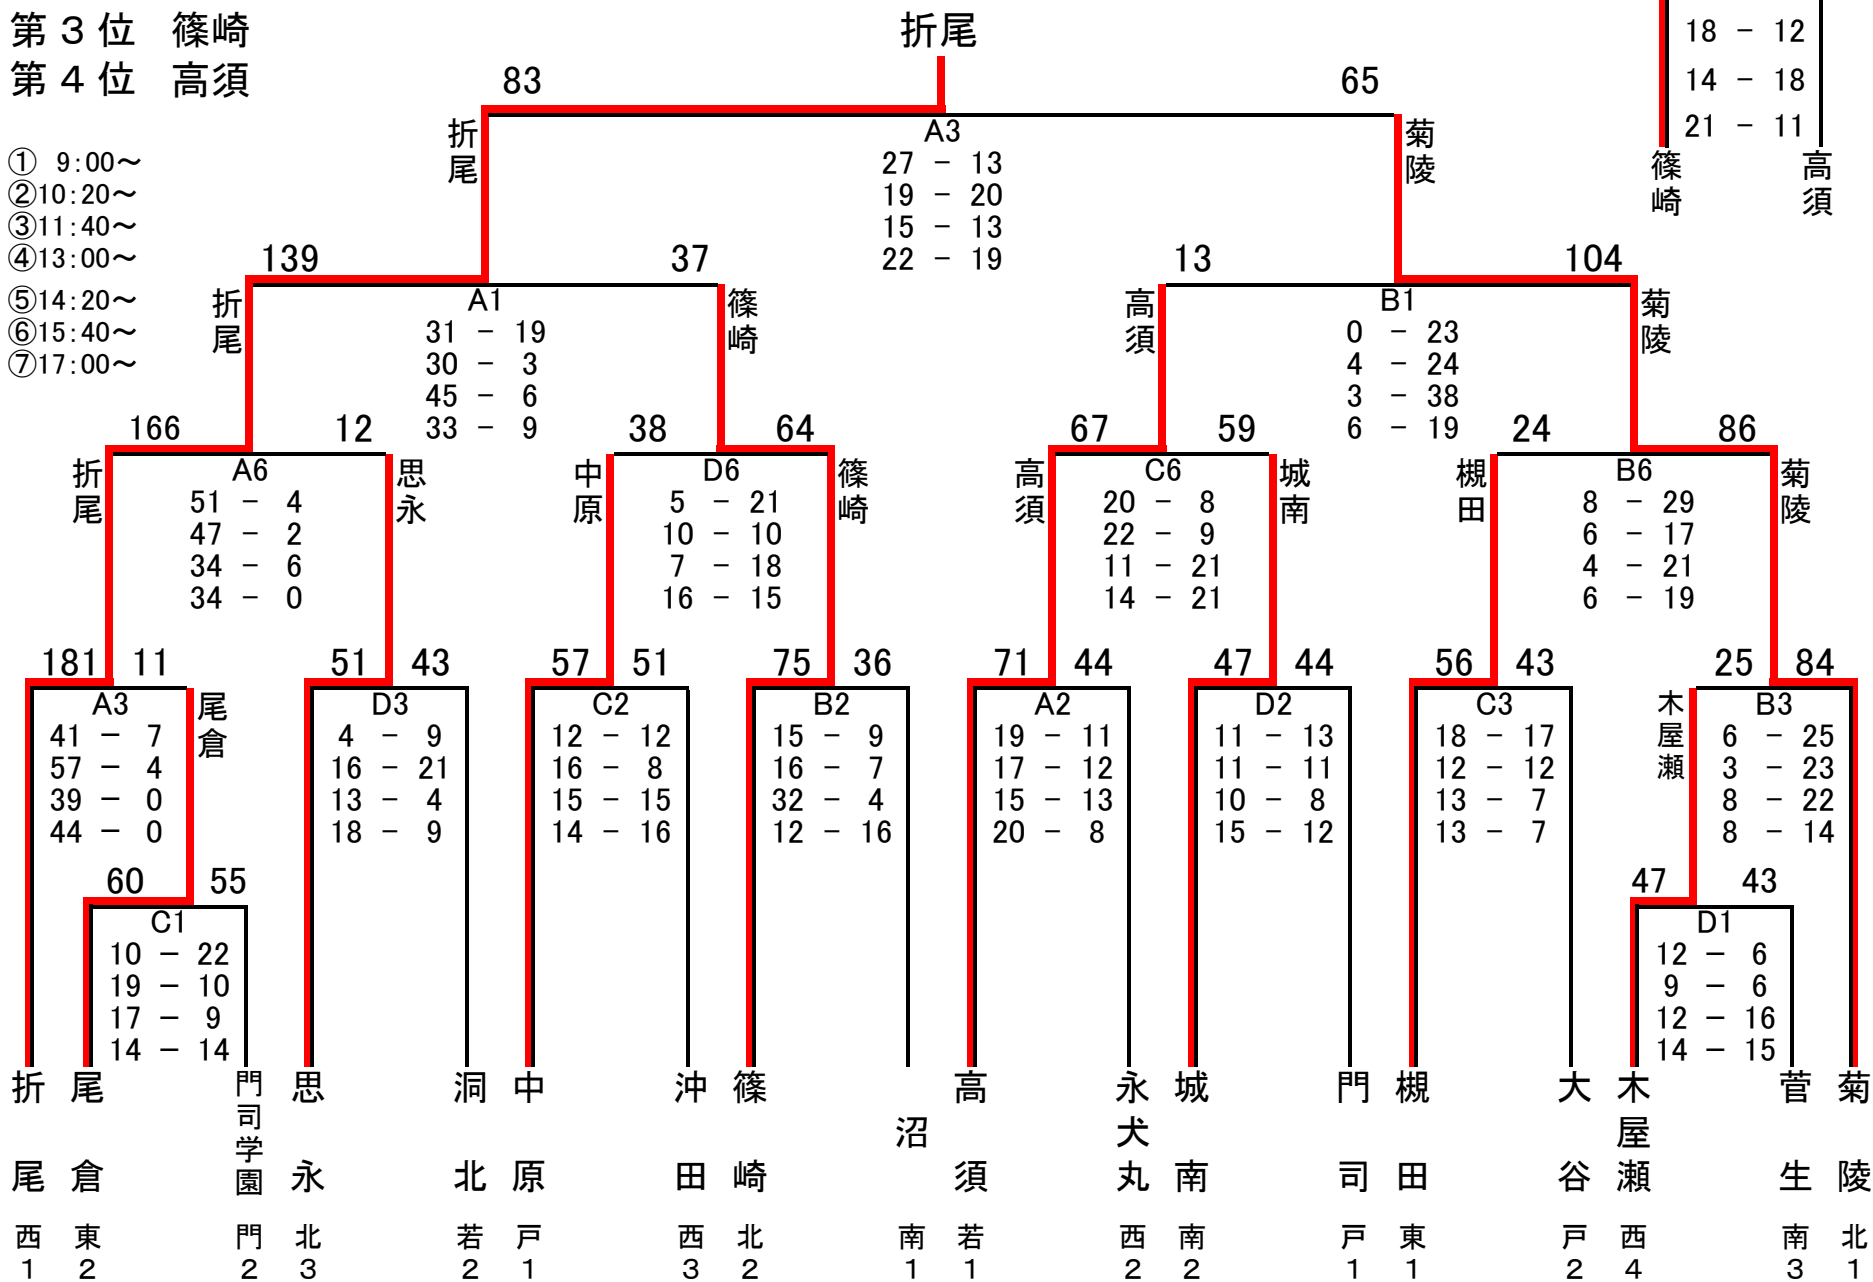 第３位 篠崎
第４位 高須
折尾
83 65
A3
27 － 13
19 － 20
15 － 13
22 － 19
折尾
菊陵
18 － 12
14 － 18
21 － 11
篠崎
高須
① 9:00～
②10:20～
③11:40～
④13:00～
⑤14:20～
⑥15:40～
⑦17:00～
139 37
A1
31 － 19
30 － 3
45 － 6
33 － 9
折尾
篠崎
13 104
B1
0 － 23
4 － 24
3 － 38
6 － 19
高須
菊陵
166 12
A6
51 － 4
47 － 2
34 － 6
34 － 0
折尾
思永
38 64
D6
5 － 21
10 － 10
7 － 18
16 － 15
中原
篠崎
67 59
C6
20 － 8
22 － 9
11 － 21
14 － 21
高須
城南
24 86
B6
8 － 29
6 － 17
4 － 21
6 － 19
槻田
菊陵
181 11
A3
41 － 7
57 － 4
39 － 0
44 － 0
尾倉
51 43
D3
4 － 9
16 － 21
13 － 4
18 － 9
57 51
C2
12 － 12
16 － 8
15 － 15
14 － 16
75 36
B2
15 － 9
16 － 7
32 － 4
12 － 16
71 44
A2
19 － 11
17 － 12
15 － 13
20 － 8
47 44
D2
11 － 13
11 － 11
10 － 8
15 － 12
56 43
C3
18 － 17
12 － 12
13 － 7
13 － 7
25 84
B3
6 － 25
3 － 23
8 － 22
8 － 14
木屋瀬
60 55
C1
10 － 22
19 － 10
17 － 9
14 － 14
47 43
D1
12 － 6
9 － 6
12 － 16
14 － 15
折尾
西1
尾倉
東2
門司学園
門2
思永
北3
洞北
若2
中原
戸1
沖田
西3
篠崎
北2
沼
南1
高須
若1
永犬丸
西2
城南
南2
門司
戸1
槻田
東1
大谷
戸2
木屋瀬
西4
菅生
南3
菊陵
北1